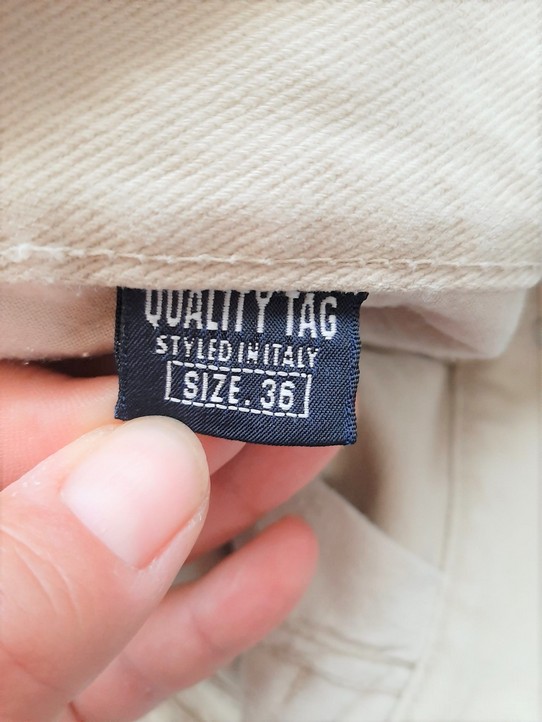 QUALITY TAG
STYLED IN ITALY
SIZE. 36